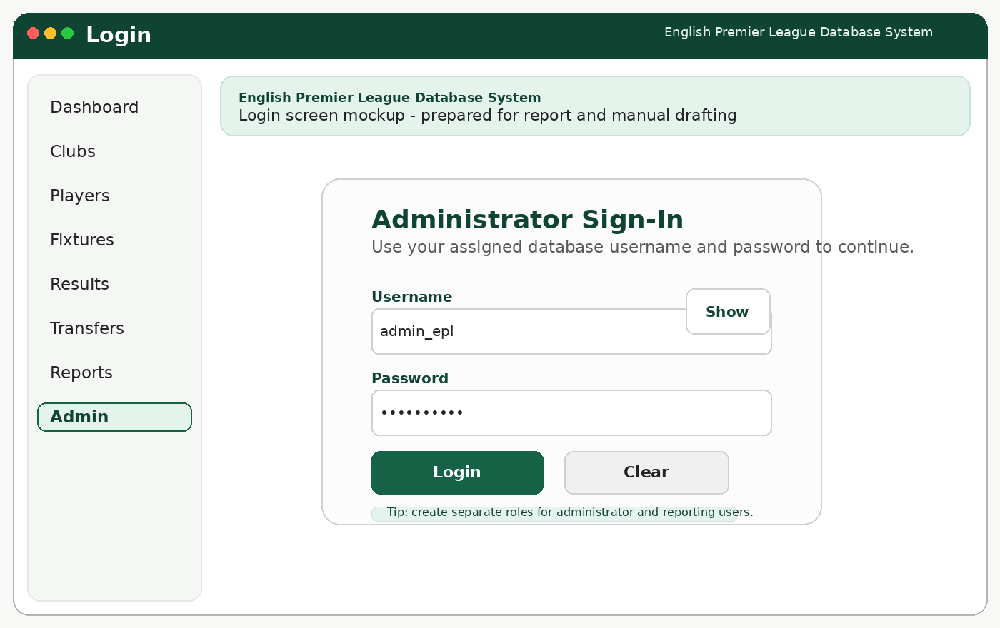 Login
English Premier League Database System
Dashboard
Clubs
Players
Fixtures
Results
Transfers
Reports
Admin
English Premier League Database System
Login screen mockup - prepared for report and manual drafting
Administrator Sign-In
Use your assigned database username and password to continue.
Username
Show
admin_epl
Password
••••••••••
Login
Clear
Tip: create separate roles for administrator and reporting users.